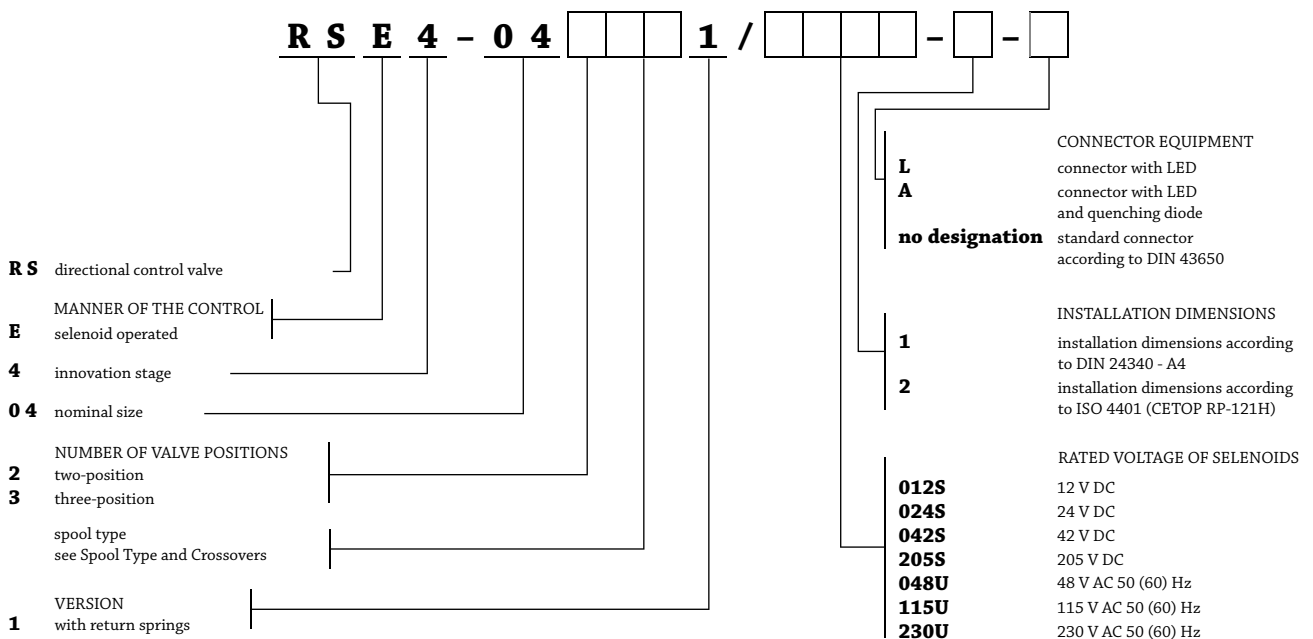 R S E 4 – 0 4 1 / – –
CONNECTOR EQUIPMENT
L connector with LED
A connector with LED
and quenching diode
no designation standard connector
according to DIN 43650
R S directional control valve
MANNER OF THE CONTROL
E selenoid operated
4 innovation stage
0 4 nominal size
NUMBER OF VALVE POSITIONS
2 two-position
3 three-position
spool type
see Spool Type and Crossovers
VERSION
1 with return springs
INSTALLATION DIMENSIONS
1 installation dimensions according
to DIN 24340 - A4
2 installation dimensions according
to ISO 4401 (CETOP RP-121H)
RATED VOLTAGE OF SELENOIDS
012S 12 V DC
024S 24 V DC
042S 42 V DC
205S 205 V DC
048U 48 V AC 50 (60) Hz
115U 115 V AC 50 (60) Hz
230U 230 V AC 50 (60) Hz